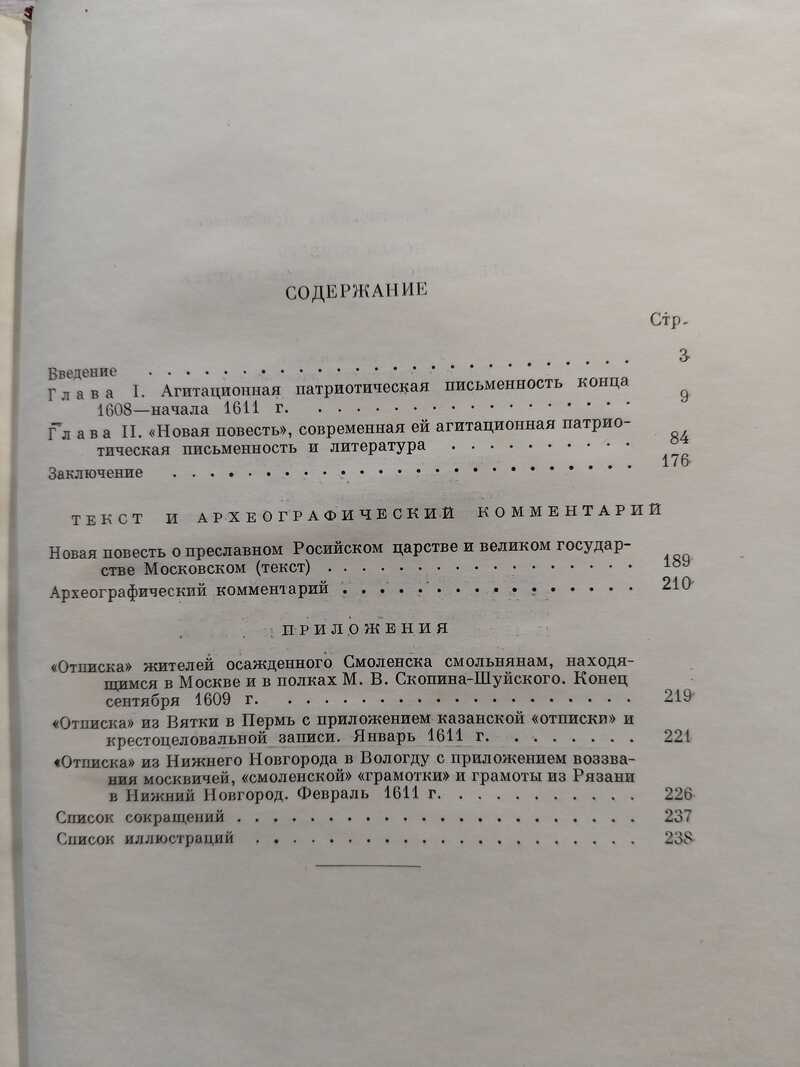 СОДЕРЖАНИЕ
Стр.
Введение . . . . . . . . . . . . . . . . . . . . . 3
Глава I. Агитационная патриотическая письменность конца
1608—начала 1611 г. . . . . . . . . . . . . . . . 9
Глава II. «Новая повесть», современная ей агитационная патрио-
тическая письменность и литература . . . . . . . . . 84
Заключение . . . . . . . . . . . . . . . . . . . . 176
ТЕКСТ И АРХЕОГРАФИЧЕСКИЙ КОММЕНТАРИЙ
Новая повесть о преславном Росийском царстве и великом государ-
стве Московском (текст) . . . . . . . . . . . . . . 189
Археографический комментарий . . . . . . . . . . . . . 210
ПРИЛОЖЕНИЯ
«Отписка» жителей осажденного Смоленска смольнянам, находя-
щимся в Москве и в полках М. В. Скопина-Шуйского. Конец
сентября 1609 г. . . . . . . . . . . . . . . . . . 219
«Отписка» из Вятки в Пермь с приложением казанской «отписки» и
крестоцеловальной записи. Январь 1611 г. . . . . . . . 221
«Отписка» из Нижнего Новгорода в Вологду с приложением воззва-
ния москвичей, «смоленской» «грамотки» и грамоты из Рязани
в Нижний Новгород. Февраль 1611 г. . . . . . . . . . 226
Список сокращений . . . . . . . . . . . . . . . . . . 237
Список иллюстраций . . . . . . . . . . . . . . . . . 238